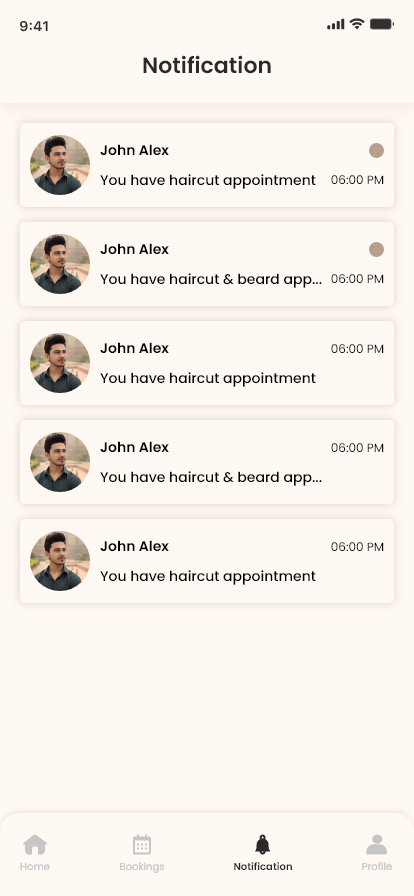 9:41
Notification
John Alex
You have haircut appointment 06:00 PM
John Alex
You have haircut & beard app... 06:00 PM
John Alex 06:00 PM
You have haircut appointment
John Alex 06:00 PM
You have haircut & beard app...
John Alex 06:00 PM
You have haircut appointment
Home Bookings Notification Profile